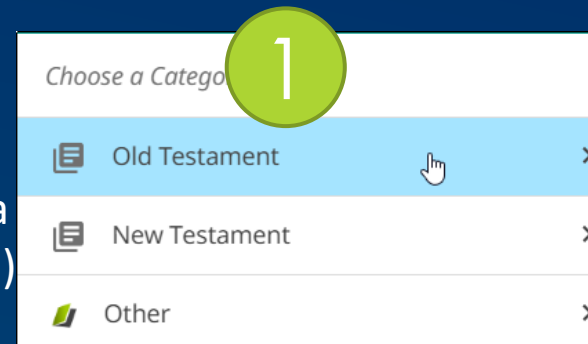 1
Choose a Catego
Old Testament
a
New Testament
)
Other